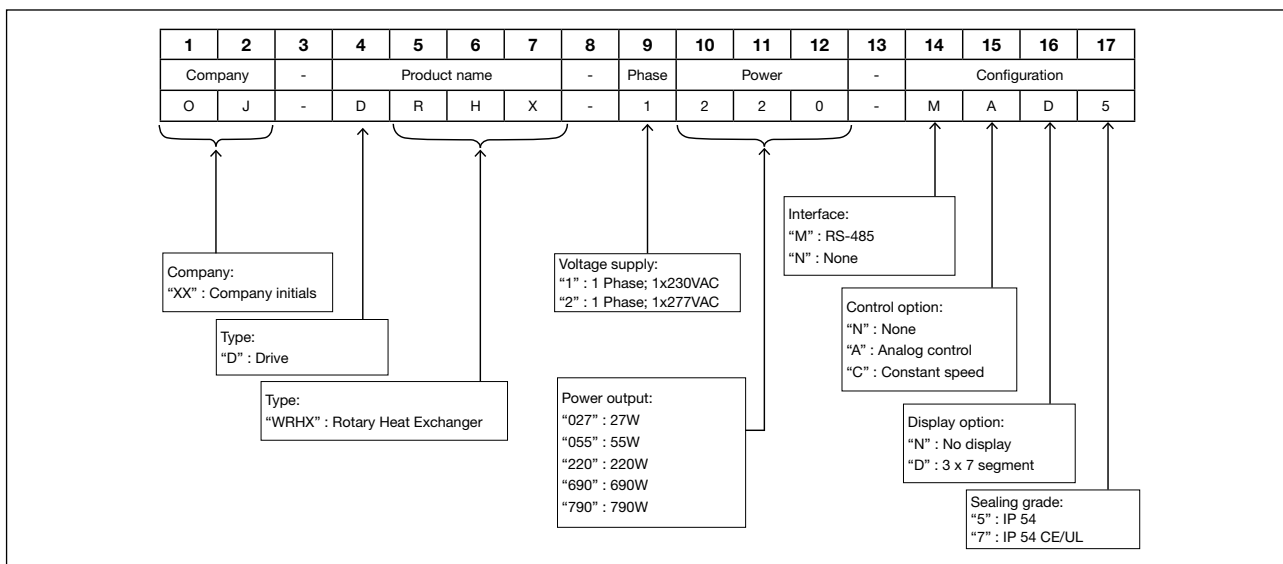 1 2 3 4 5 6 7 8 9 10 11 12 13 14 15 16 17
Company - Product name - Phase Power - Configuration
O J - D R H X - 1 2 2 0 - M A D 5
Company:
“XX” : Company initials
Type:
“D” : Drive
Type:
“WRHX” : Rotary Heat Exchanger
Voltage supply:
“1” : 1 Phase; 1x230VAC
“2” : 1 Phase; 1x277VAC
Power output:
“027” : 27W
“055” : 55W
“220” : 220W
“690” : 690W
“790” : 790W
Interface:
“M” : RS-485
“N” : None
Control option:
“N” : None
“A” : Analog control
“C” : Constant speed
Display option:
“N” : No display
“D” : 3 x 7 segment
Sealing grade:
“5” : IP 54
“7” : IP 54 CE/UL